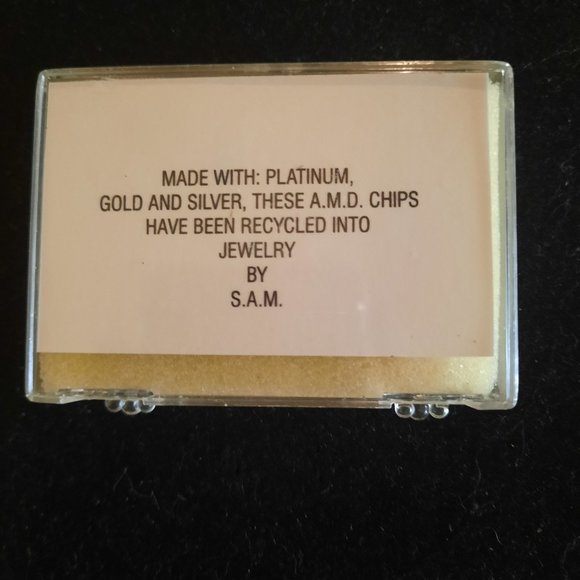 MADE WITH: PLATINUM,
GOLD AND SILVER, THESE A.M.D. CHIPS
HAVE BEEN RECYCLED INTO
JEWELRY
BY
S.A.M.